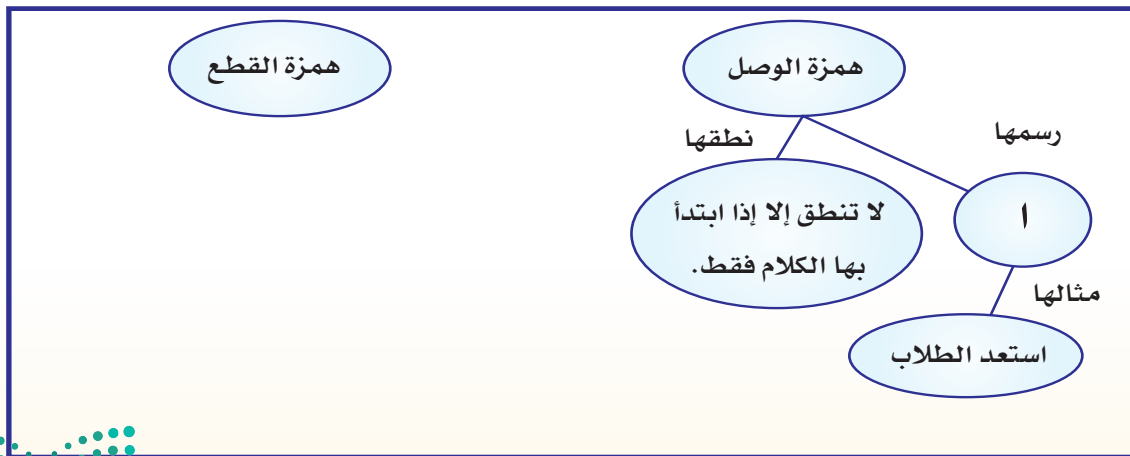 همزة الوصل
همزة القطع
رسمها
نطقها
ا
لا تنطق إلا إذا ابتدأ
بها الكلام فقط.
مثالها
استعد الطلاب